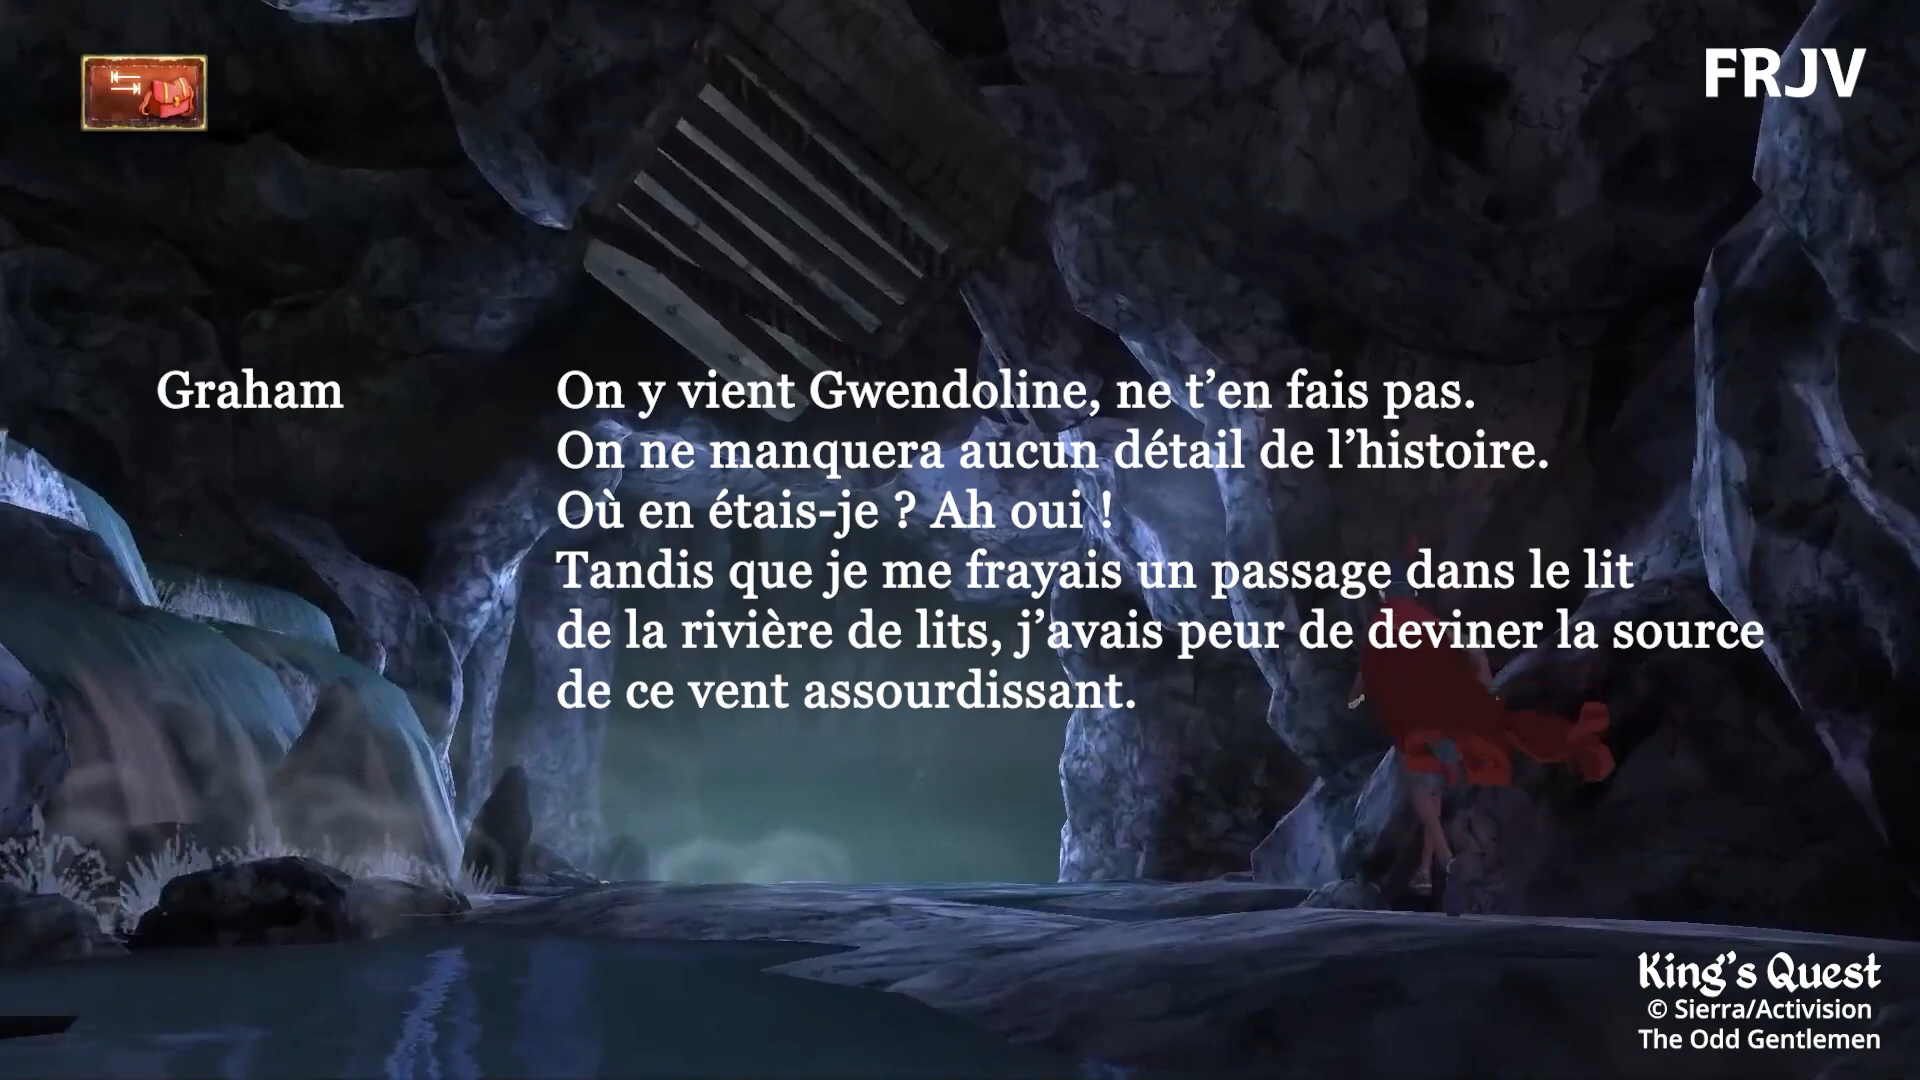 FRJV
Graham
On y vient Gwendoline, ne t’en fais pas.
On ne manquera aucun détail de l’histoire.
Où en étais-je ? Ah oui !
Tandis que je me frayais un passage dans le lit
de la rivière de lits, j’avais peur de deviner la source
de ce vent assourdissant.
King's Quest
© Sierra/Activision
The Odd Gentlemen